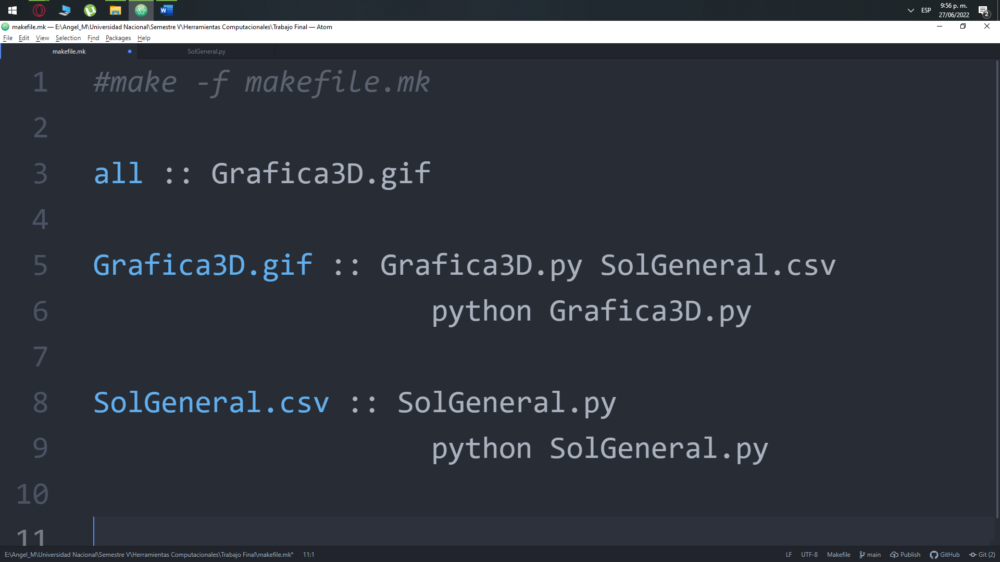 ESP
9:56 p. m.
27/06/2022
2
makefile.mk — E:\Angel_M\Universidad Nacional\Semestre V\Herramientas Computacionales\Trabajo Final — Atom
File Edit View Selection Find Packages Help
makefile.mk SolGeneral.py
1 #make -f makefile.mk
2
3 all :: Grafica3D.gif
4
5 Grafica3D.gif :: Grafica3D.py SolGeneral.csv
6 python Grafica3D.py
7
8 SolGeneral.csv :: SolGeneral.py
9 python SolGeneral.py
10
11
E:\Angel_M\Universidad Nacional\Semestre V\Herramientas Computacionales\Trabajo Final\makefile.mk* 11:1 LF UTF-8 Makefile main Publish GitHub Git (2)